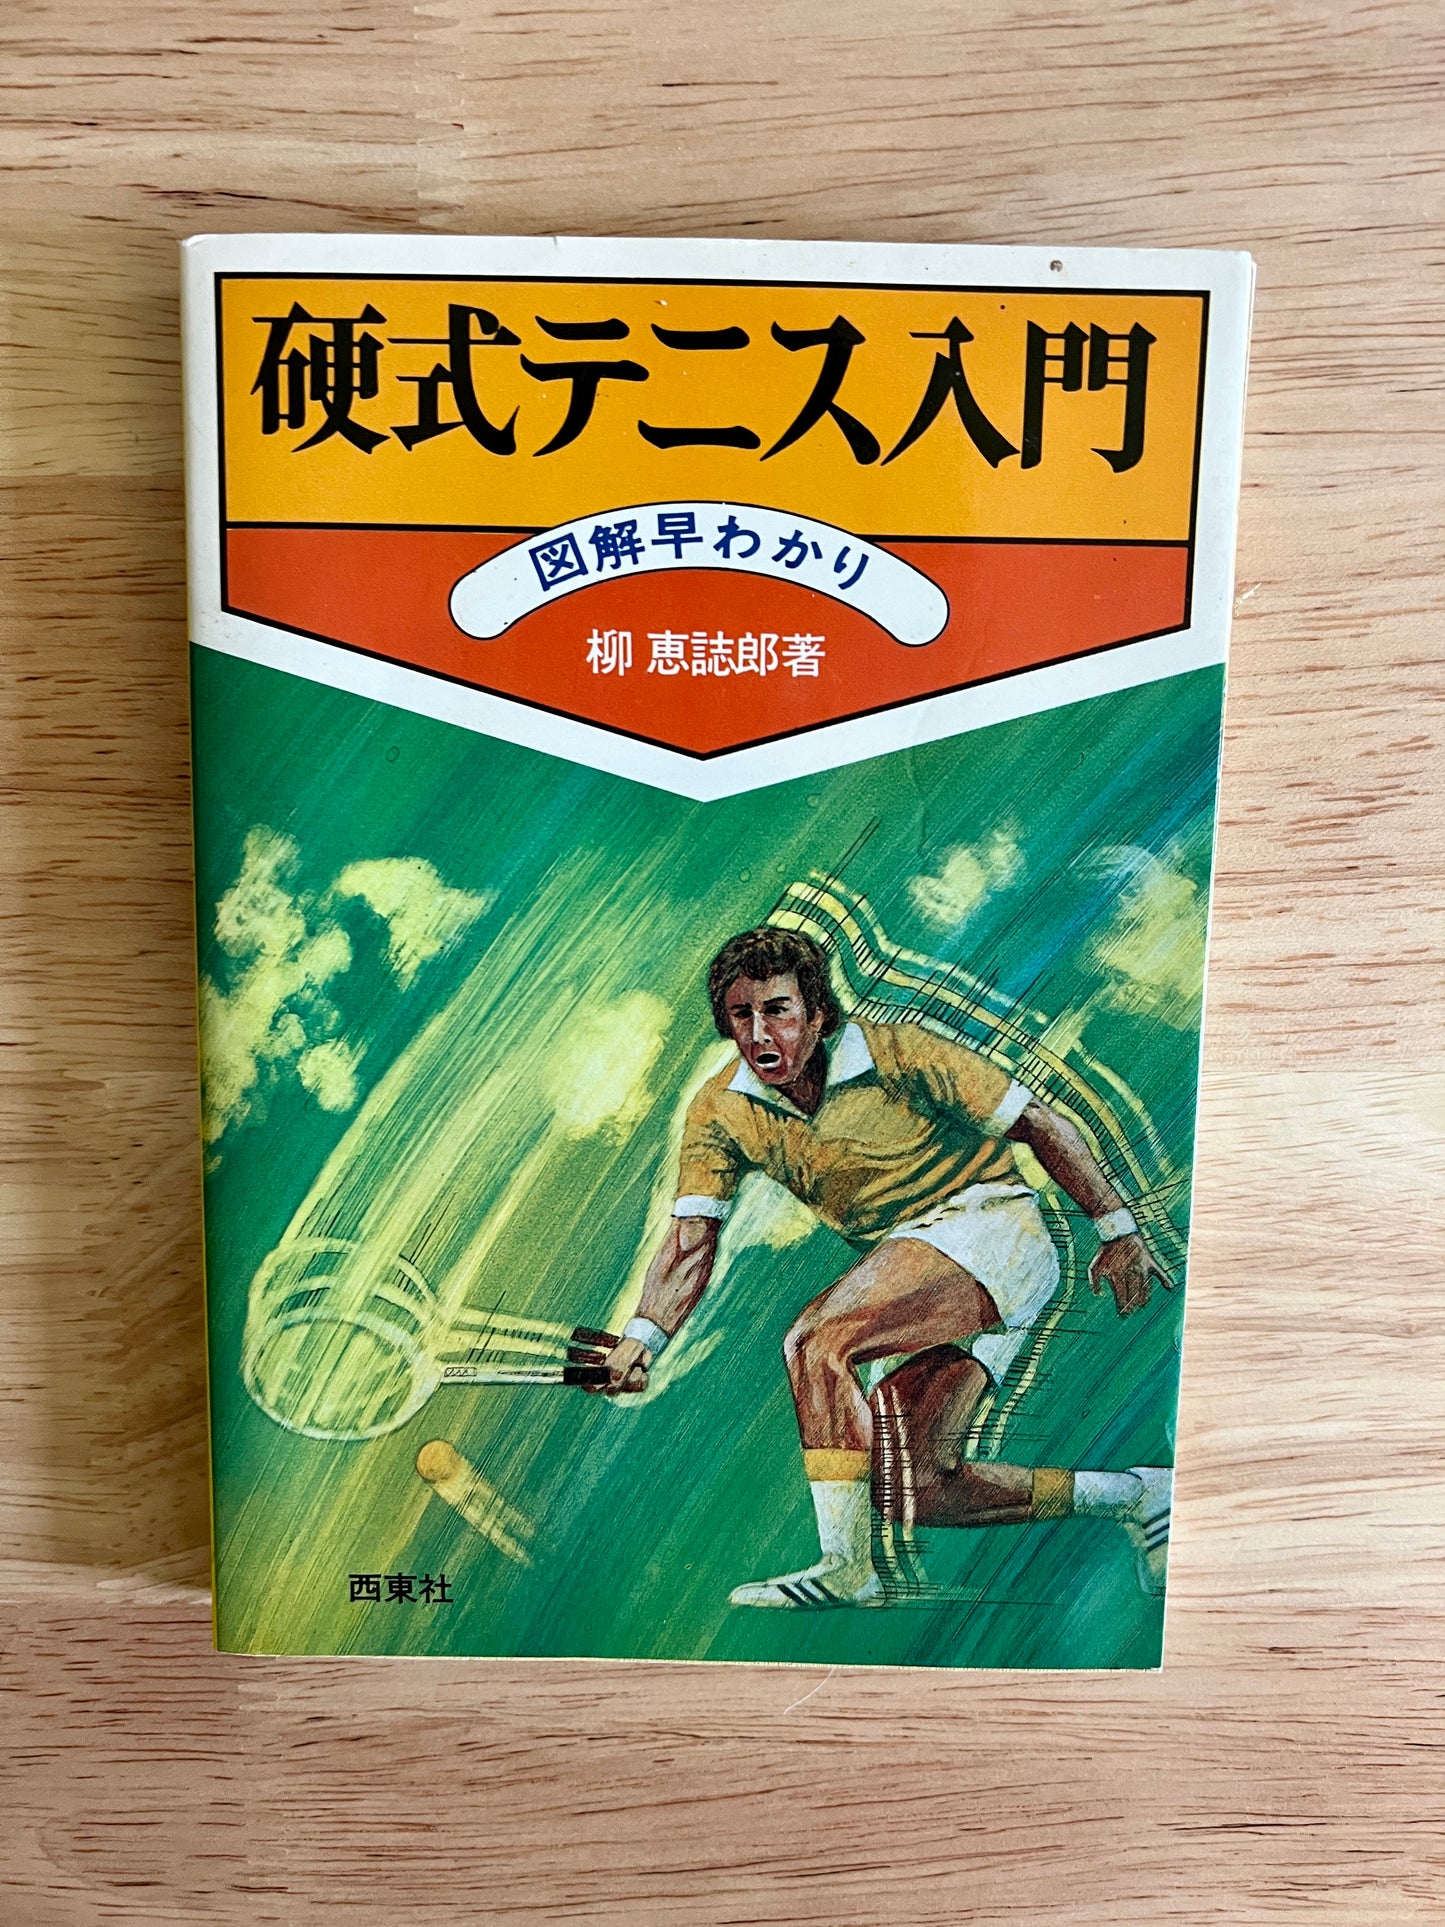 硬式テニス入門
図解早わかり
柳 恵誌郎著
西東社